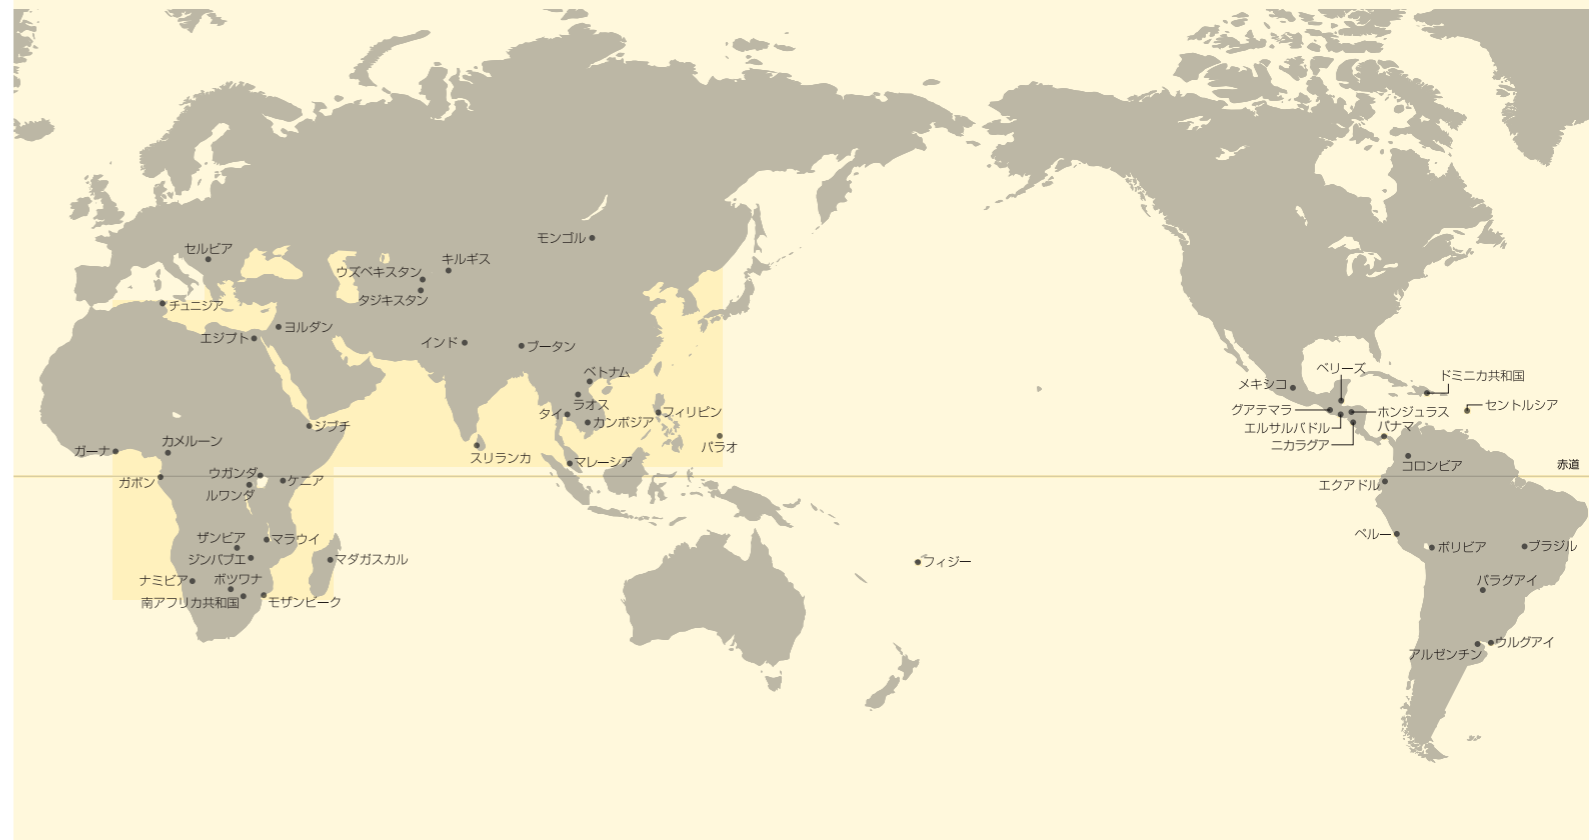 モンゴル
セルビア
キルギス
ウズベキスタン
タジキスタン
チュニジア
ヨルダン
エジプト
インド
ブータン
ベトナム
ラオス
タイ
カンボジア
フィリピン
パラオ
ジブチ
ガーナ
カメルーン
スリランカ
マレーシア
ガボン
ウガンダ
ルワンダ
ケニア
ザンビア
マラウイ
ジンバブエ
マダガスカル
ナミビア
ボツワナ
南アフリカ共和国
モザンビーク
フィジー
ベリーズ
メキシコ
ドミニカ共和国
グアテマラ
ホンジュラス
セントルシア
エルサルバドル
パナマ
ニカラグア
コロンビア
赤道
エクアドル
ペルー
ボリビア
ブラジル
パラグアイ
ウルグアイ
アルゼンチン